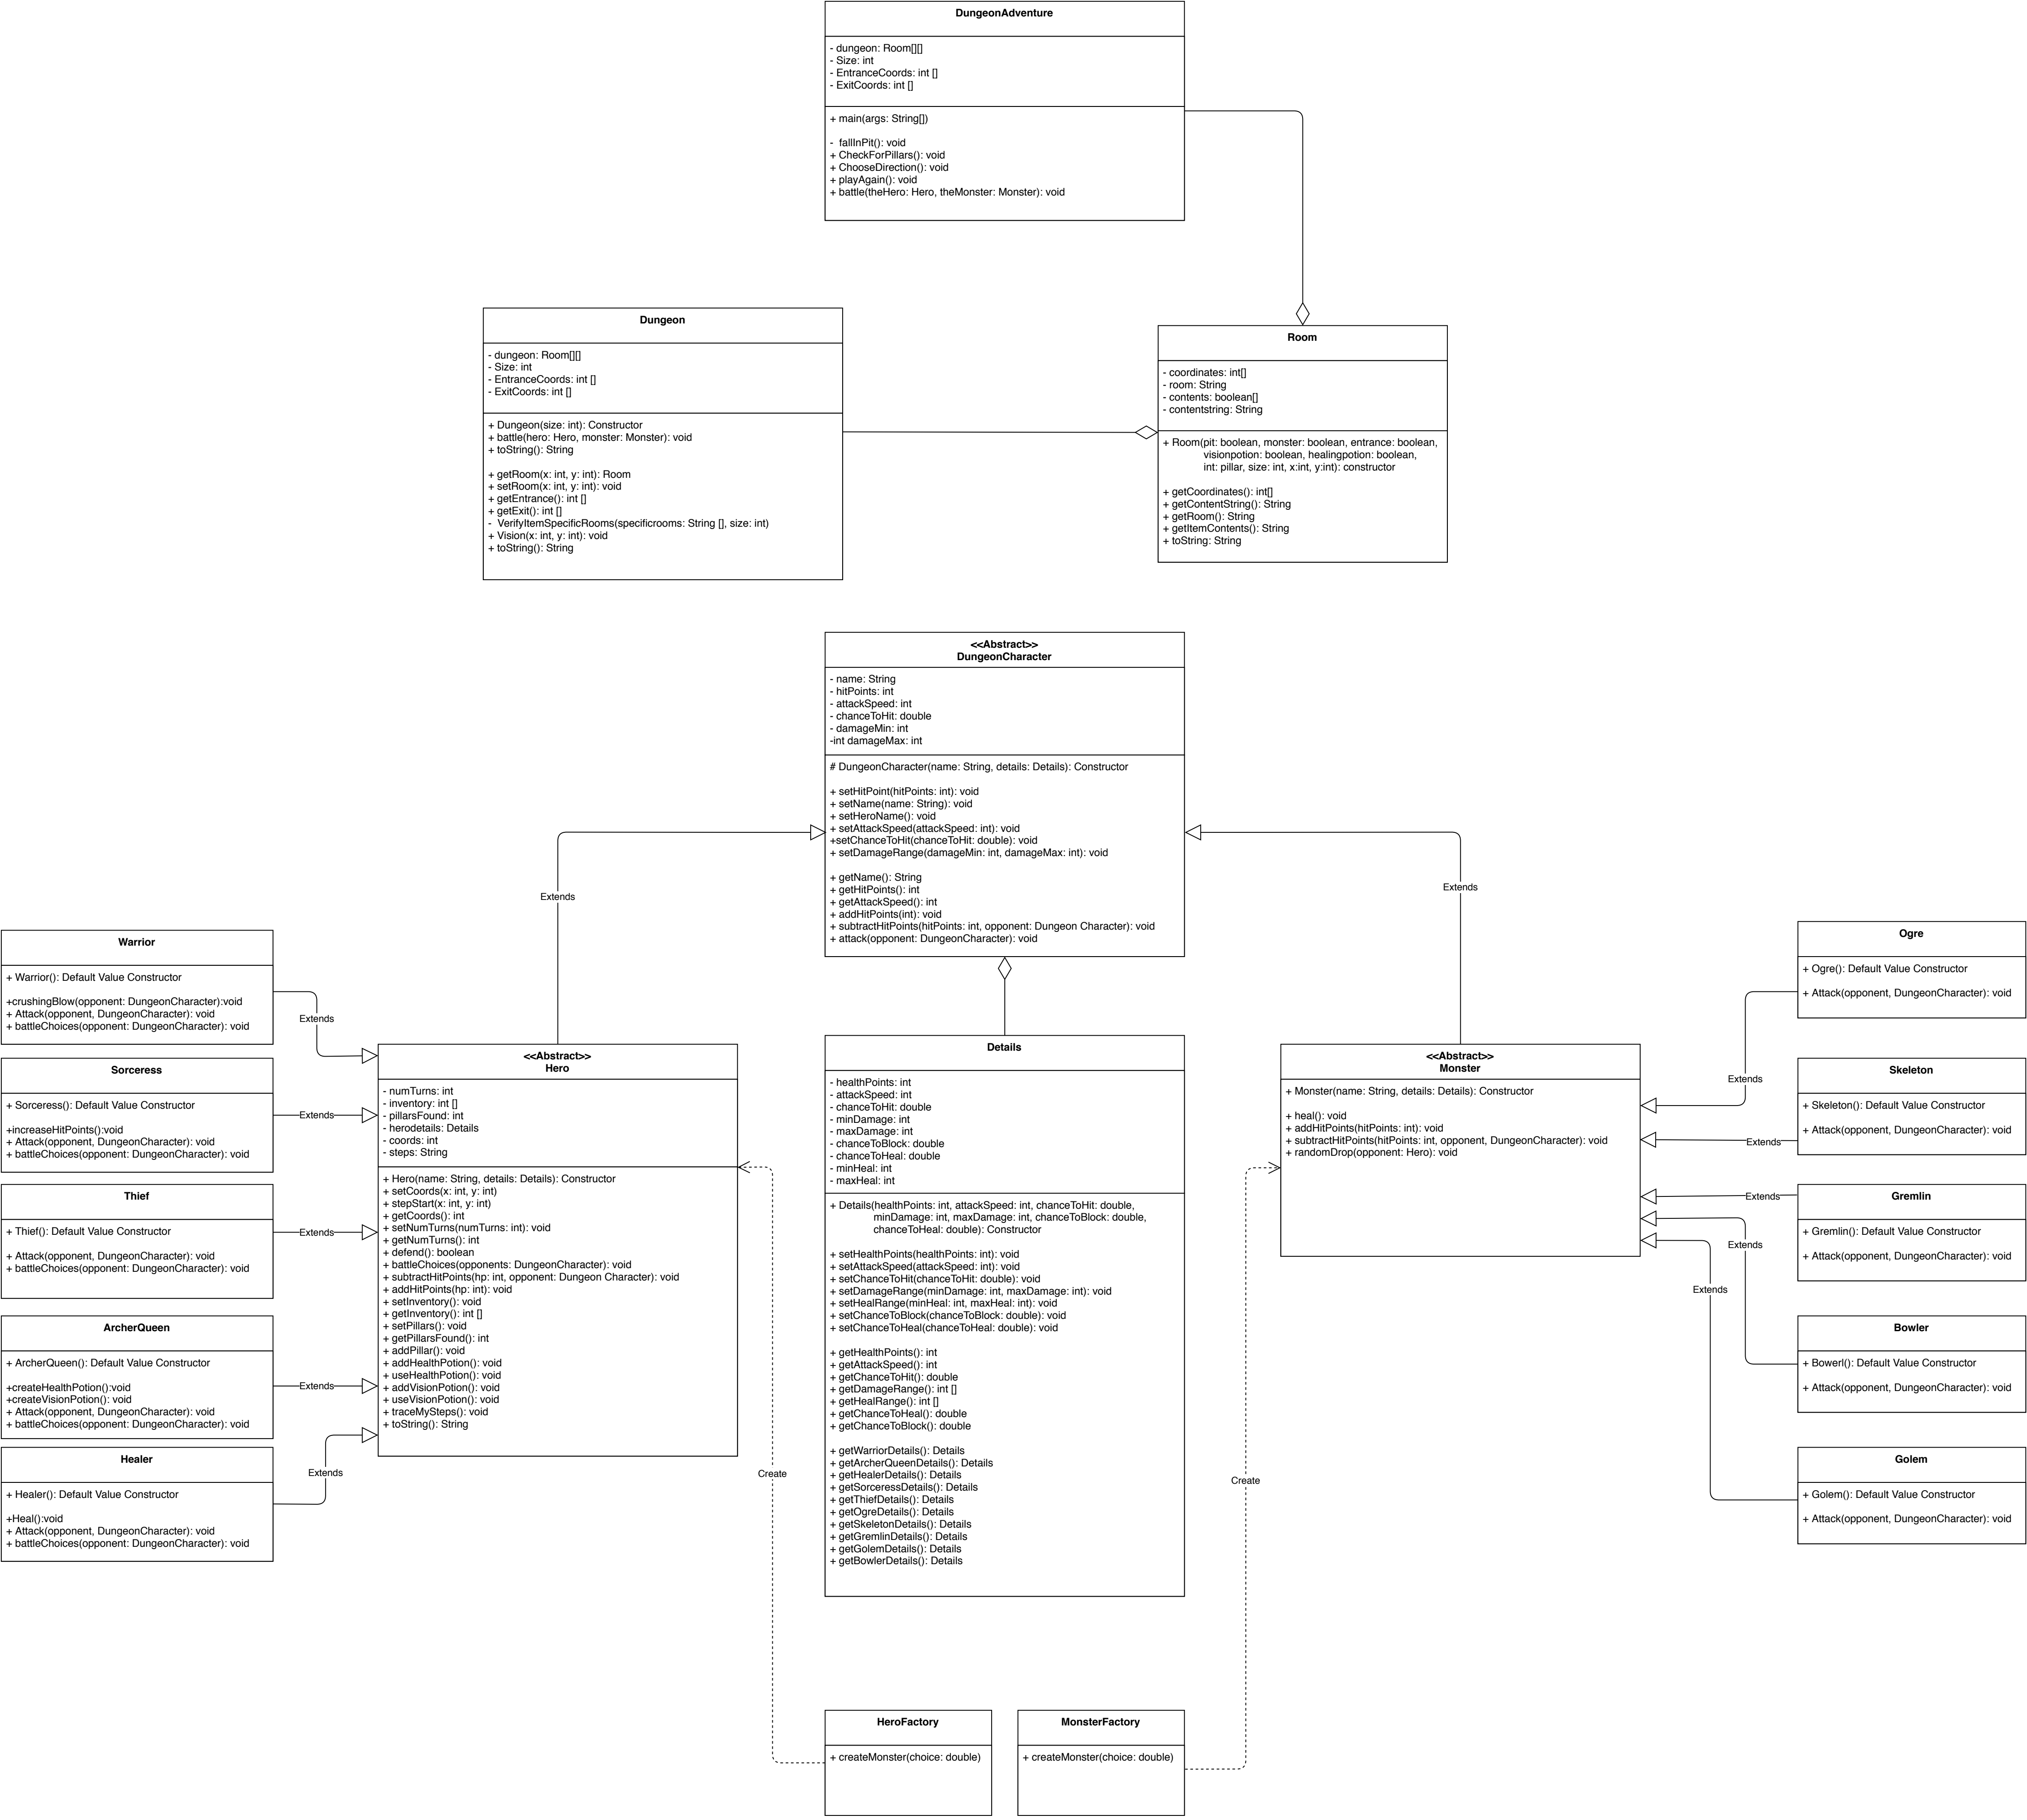 DungeonAdventure
- dungeon: Room[][]
- Size: int
- EntranceCoords: int []
- ExitCoords: int []
+ main(args: String[])
-  fallInPit(): void
+ CheckForPillars(): void
+ ChooseDirection(): void
+ playAgain(): void
+ battle(theHero: Hero, theMonster: Monster): void
Dungeon
- dungeon: Room[][]
- Size: int
- EntranceCoords: int []
- ExitCoords: int []
+ Dungeon(size: int): Constructor
+ battle(hero: Hero, monster: Monster): void
+ toString(): String
+ getRoom(x: int, y: int): Room
+ setRoom(x: int, y: int): void
+ getEntrance(): int []
+ getExit(): int []
-  VerifyItemSpecificRooms(specificrooms: String [], size: int)
+ Vision(x: int, y: int): void
+ toString(): String
Room
- coordinates: int[]
- room: String
- contents: boolean[]
- contentstring: String
+ Room(pit: boolean, monster: boolean, entrance: boolean,
visionpotion: boolean, healingpotion: boolean,
int: pillar, size: int, x:int, y:int): constructor
+ getCoordinates(): int[]
+ getContentString(): String
+ getRoom(): String
+ getItemContents(): String
+ toString: String
<<Abstract>>
DungeonCharacter
- name: String
- hitPoints: int
- attackSpeed: int
- chanceToHit: double
- damageMin: int
-int damageMax: int
# DungeonCharacter(name: String, details: Details): Constructor
+ setHitPoint(hitPoints: int): void
+ setName(name: String): void
+ setHeroName(): void
+ setAttackSpeed(attackSpeed: int): void
+setChanceToHit(chanceToHit: double): void
+ setDamageRange(damageMin: int, damageMax: int): void
+ getName(): String
+ getHitPoints(): int
+ getAttackSpeed(): int
+ addHitPoints(int): void
+ subtractHitPoints(hitPoints: int, opponent: Dungeon Character): void
+ attack(opponent: DungeonCharacter): void
Extends
Extends
Warrior
+ Warrior(): Default Value Constructor
+crushingBlow(opponent: DungeonCharacter):void
+ Attack(opponent, DungeonCharacter): void
+ battleChoices(opponent: DungeonCharacter): void
Extends
Sorceress
+ Sorceress(): Default Value Constructor
+increaseHitPoints():void
+ Attack(opponent, DungeonCharacter): void
+ battleChoices(opponent: DungeonCharacter): void
Extends
Thief
+ Thief(): Default Value Constructor
+ Attack(opponent, DungeonCharacter): void
+ battleChoices(opponent: DungeonCharacter): void
Extends
ArcherQueen
+ ArcherQueen(): Default Value Constructor
+createHealthPotion():void
+createVisionPotion(): void
+ Attack(opponent, DungeonCharacter): void
+ battleChoices(opponent: DungeonCharacter): void
Extends
Healer
+ Healer(): Default Value Constructor
+Heal():void
+ Attack(opponent, DungeonCharacter): void
+ battleChoices(opponent: DungeonCharacter): void
Extends
<<Abstract>>
Hero
- numTurns: int
- inventory: int []
- pillarsFound: int
- herodetails: Details
- coords: int
- steps: String
+ Hero(name: String, details: Details): Constructor
+ setCoords(x: int, y: int)
+ stepStart(x: int, y: int)
+ getCoords(): int
+ setNumTurns(numTurns: int): void
+ getNumTurns(): int
+ defend(): boolean
+ battleChoices(opponents: DungeonCharacter): void
+ subtractHitPoints(hp: int, opponent: Dungeon Character): void
+ addHitPoints(hp: int): void
+ setInventory(): void
+ getInventory(): int []
+ setPillars(): void
+ getPillarsFound(): int
+ addPillar(): void
+ addHealthPotion(): void
+ useHealthPotion(): void
+ addVisionPotion(): void
+ useVisionPotion(): void
+ traceMySteps(): void
+ toString(): String
Details
- healthPoints: int
- attackSpeed: int
- chanceToHit: double
- minDamage: int
- maxDamage: int
- chanceToBlock: double
- chanceToHeal: double
- minHeal: int
- maxHeal: int
+ Details(healthPoints: int, attackSpeed: int, chanceToHit: double,
minDamage: int, maxDamage: int, chanceToBlock: double,
chanceToHeal: double): Constructor
+ setHealthPoints(healthPoints: int): void
+ setAttackSpeed(attackSpeed: int): void
+ setChanceToHit(chanceToHit: double): void
+ setDamageRange(minDamage: int, maxDamage: int): void
+ setHealRange(minHeal: int, maxHeal: int): void
+ setChanceToBlock(chanceToBlock: double): void
+ setChanceToHeal(chanceToHeal: double): void
+ getHealthPoints(): int
+ getAttackSpeed(): int
+ getChanceToHit(): double
+ getDamageRange(): int []
+ getHealRange(): int []
+ getChanceToHeal(): double
+ getChanceToBlock(): double
+ getWarriorDetails(): Details
+ getArcherQueenDetails(): Details
+ getHealerDetails(): Details
+ getSorceressDetails(): Details
+ getThiefDetails(): Details
+ getOgreDetails(): Details
+ getSkeletonDetails(): Details
+ getGremlinDetails(): Details
+ getGolemDetails(): Details
+ getBowlerDetails(): Details
<<Abstract>>
Monster
+ Monster(name: String, details: Details): Constructor
+ heal(): void
+ addHitPoints(hitPoints: int): void
+ subtractHitPoints(hitPoints: int, opponent, DungeonCharacter): void
+ randomDrop(opponent: Hero): void
Ogre
+ Ogre(): Default Value Constructor
+ Attack(opponent, DungeonCharacter): void
Extends
Skeleton
+ Skeleton(): Default Value Constructor
+ Attack(opponent, DungeonCharacter): void
Extends
Gremlin
+ Gremlin(): Default Value Constructor
+ Attack(opponent, DungeonCharacter): void
Extends
Bowler
+ Bowerl(): Default Value Constructor
+ Attack(opponent, DungeonCharacter): void
Extends
Golem
+ Golem(): Default Value Constructor
+ Attack(opponent, DungeonCharacter): void
Extends
Create
Create
HeroFactory
+ createMonster(choice: double)
MonsterFactory
+ createMonster(choice: double)